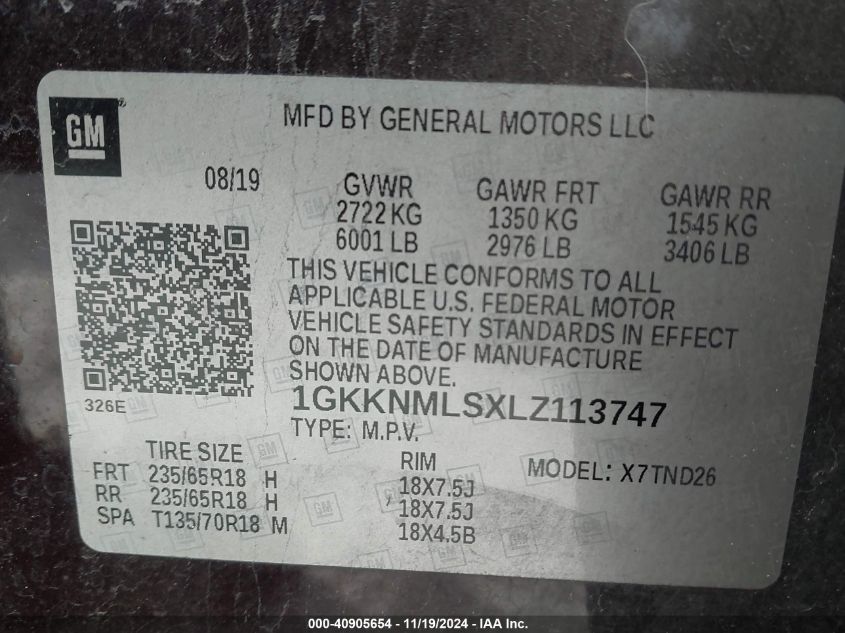 GM
MFD BY GENERAL MOTORS LLC
08/19
GVWR GAWR FRT GAWR RR
2722 KG 1350 KG 1545 KG
6001 LB 2976 LB 3406 LB
THIS VEHICLE CONFORMS TO ALL
APPLICABLE U.S. FEDERAL MOTOR
VEHICLE SAFETY STANDARDS IN EFFECT
ON THE DATE OF MANUFACTURE
SHOWN ABOVE.
326E
1GKKNMLSXLZ113747
TYPE: M.P.V.
TIRE SIZE RIM MODEL: X7TND26
FRT 235/65R18 H 18X7.5J
RR 235/65R18 H 18X7.5J
SPA T135/70R18 M 18X4.5B
000-40905654 - 11/19/2024 - IAA Inc.